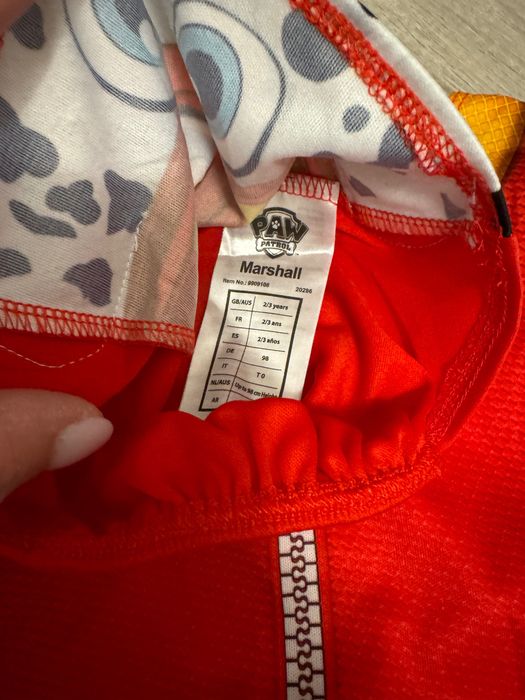 PAW
PATROL
Marshall
Item No.: 9909108 20286
GB/AUS 2/3 years
FR 2/3 ans
ES 2/3 años
DE 98
IT T 0
NL/AUS Up to 98 cm Height
AR